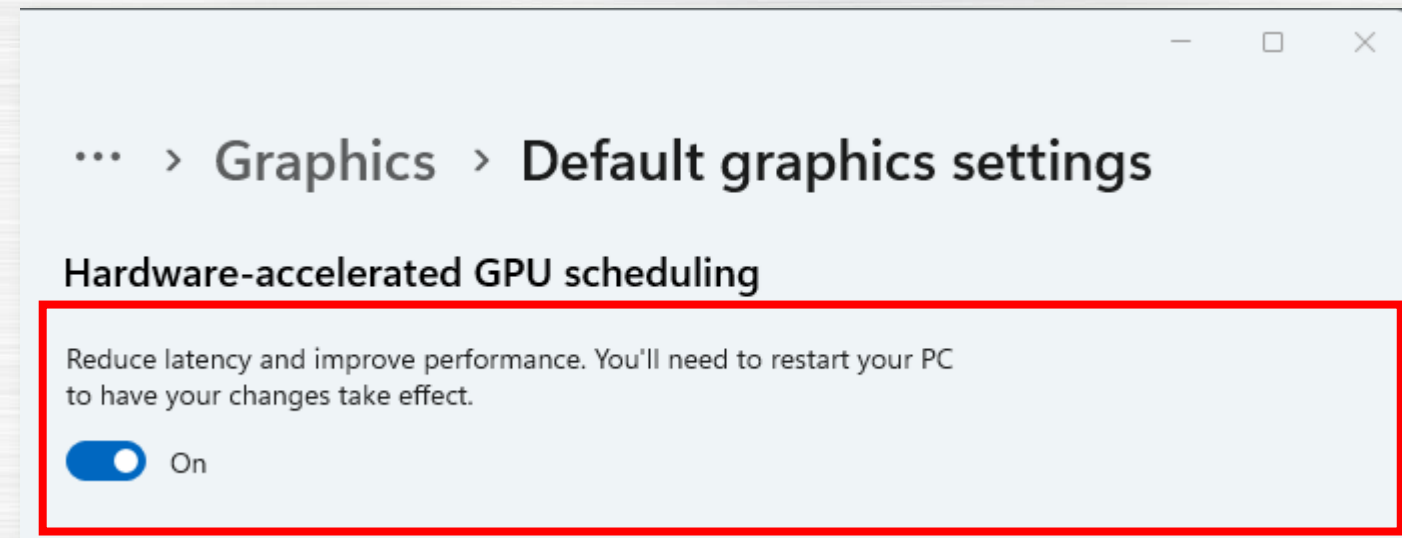 ... > Graphics > Default graphics settings
Hardware-accelerated GPU scheduling
Reduce latency and improve performance. You'll need to restart your PC
to have your changes take effect.
On